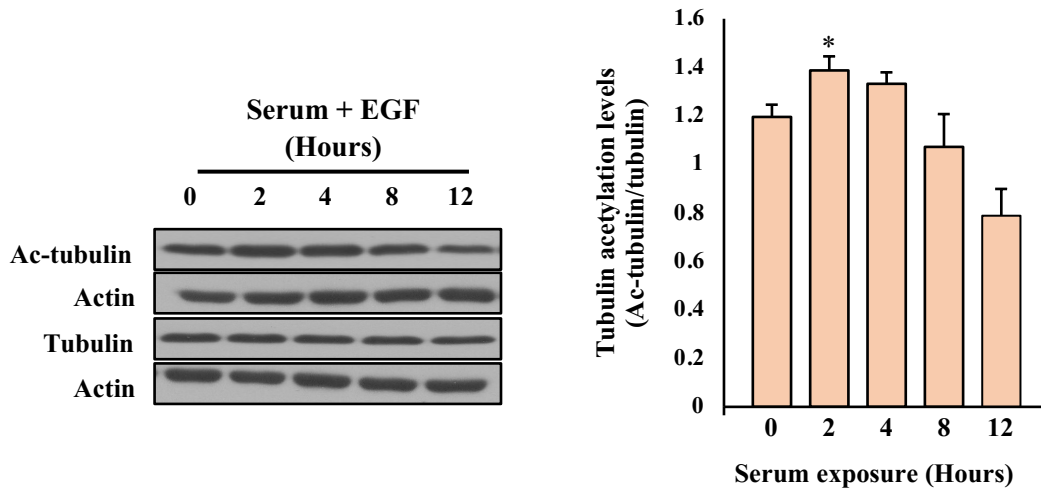 Serum + EGF
(Hours)
0 2 4 8 12
Ac-tubulin
Actin
Tubulin
Actin
Tubulin acetylation levels
(Ac-tubulin/tubulin)
1.6
1.4
1.2
1
0.8
0.6
0.4
0.2
0
*
0 2 4 8 12
Serum exposure (Hours)